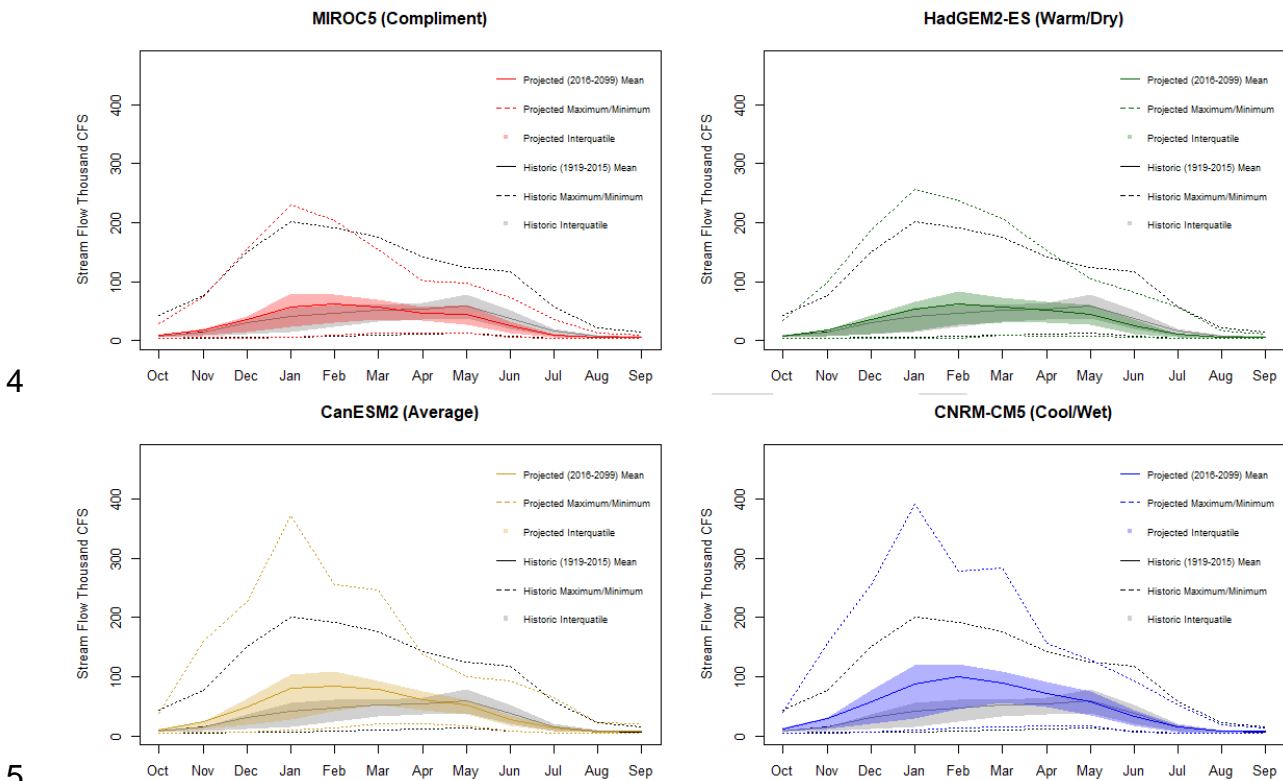 MIROC5 (Compliment)
Stream Flow Thousand CFS
400
300
200
100
0
Projected (2016-2099) Mean
Projected Maximum/Minimum
Projected Interquatile
Historic (1919-2015) Mean
Historic Maximum/Minimum
Historic Interquatile
Oct Nov Dec Jan Feb Mar Apr May Jun Jul Aug Sep
HadGEM2-ES (Warm/Dry)
Stream Flow Thousand CFS
400
300
200
100
0
Projected (2016-2099) Mean
Projected Maximum/Minimum
Projected Interquatile
Historic (1919-2015) Mean
Historic Maximum/Minimum
Historic Interquatile
Oct Nov Dec Jan Feb Mar Apr May Jun Jul Aug Sep
4
CanESM2 (Average)
Stream Flow Thousand CFS
400
300
200
100
0
Projected (2016-2099) Mean
Projected Maximum/Minimum
Projected Interquatile
Historic (1919-2015) Mean
Historic Maximum/Minimum
Historic Interquatile
Oct Nov Dec Jan Feb Mar Apr May Jun Jul Aug Sep
CNRM-CM5 (Cool/Wet)
Stream Flow Thousand CFS
400
300
200
100
0
Projected (2016-2099) Mean
Projected Maximum/Minimum
Projected Interquatile
Historic (1919-2015) Mean
Historic Maximum/Minimum
Historic Interquatile
Oct Nov Dec Jan Feb Mar Apr May Jun Jul Aug Sep
5